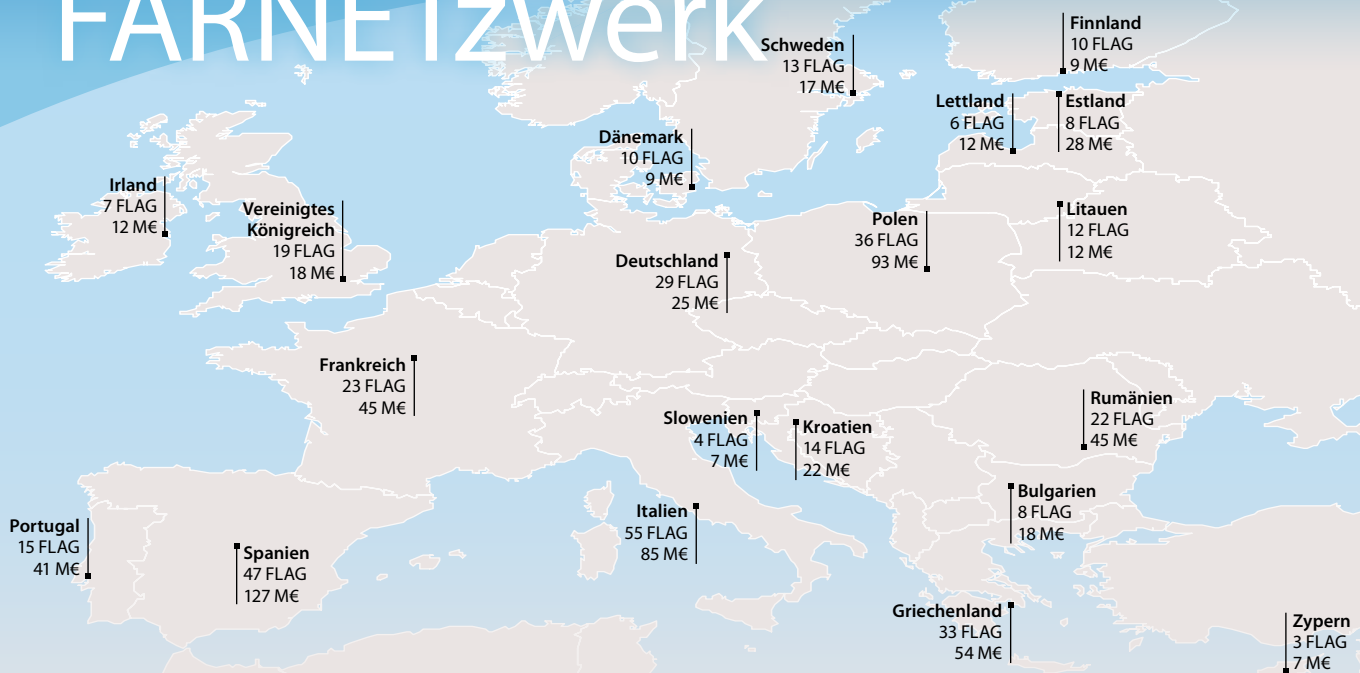 FARNETzwerk
Finnland
10 FLAG
9 M€
Schweden
13 FLAG
17 M€
Lettland
6 FLAG
12 M€
Estland
8 FLAG
28 M€
Dänemark
10 FLAG
9 M€
Irland
7 FLAG
12 M€
Vereinigtes
Königreich
19 FLAG
18 M€
Litauen
12 FLAG
12 M€
Polen
36 FLAG
93 M€
Deutschland
29 FLAG
25 M€
Frankreich
23 FLAG
45 M€
Rumänien
22 FLAG
45 M€
Slowenien
4 FLAG
7 M€
Kroatien
14 FLAG
22 M€
Bulgarien
8 FLAG
18 M€
Italien
55 FLAG
85 M€
Portugal
15 FLAG
41 M€
Spanien
47 FLAG
127 M€
Griechenland
33 FLAG
54 M€
Zypern
3 FLAG
7 M€